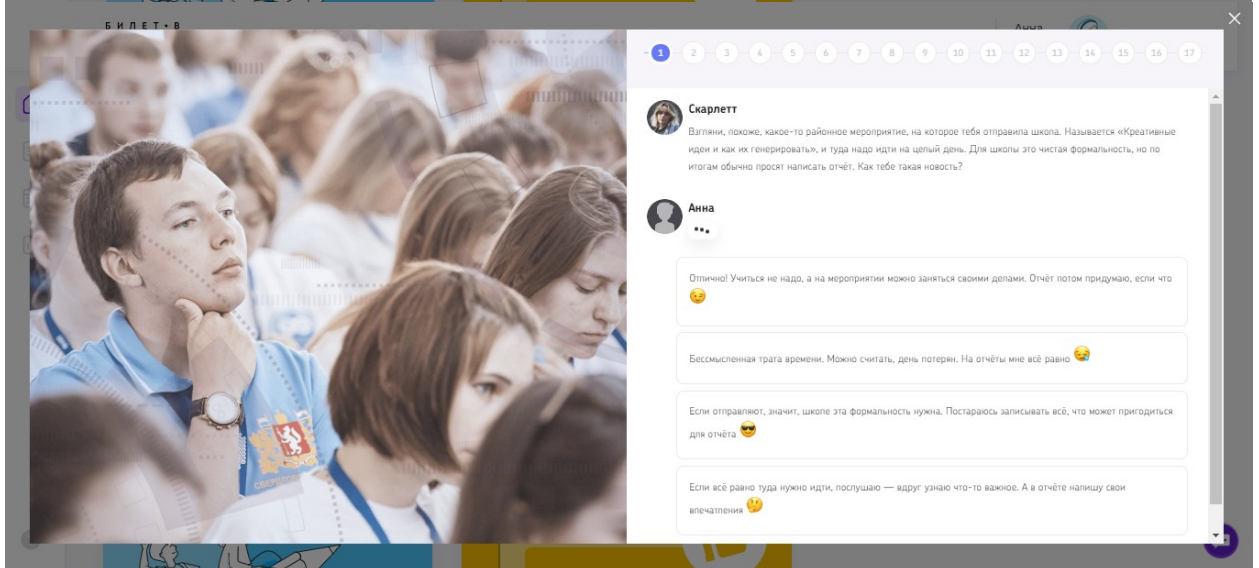 БИЛЕТ•В
Анна
1 2 3 4 5 6 7 8 9 10 11 12 13 14 15 16 17
Скарлетт
Взгляни, похоже, какое-то районное мероприятие, на которое тебя отправила школа. Называется «Креативные
идеи и как их генерировать», и туда надо идти на целый день. Для школы это чистая формальность, но по
итогам обычно просят написать отчёт. Как тебе такая новость?
Анна
Отлично! Учиться не надо, а на мероприятии можно заняться своими делами. Отчёт потом придумаю, если что
😉
Бессмысленная трата времени. Можно считать, день потерян. На отчёты мне всё равно 😪
Если отправляют, значит, школе эта формальность нужна. Постараюсь записывать всё, что может пригодиться
для отчёта 😎
Если всё равно туда нужно идти, послушаю — вдруг узнаю что-то важное. А в отчёте напишу свои
впечатления 🤔